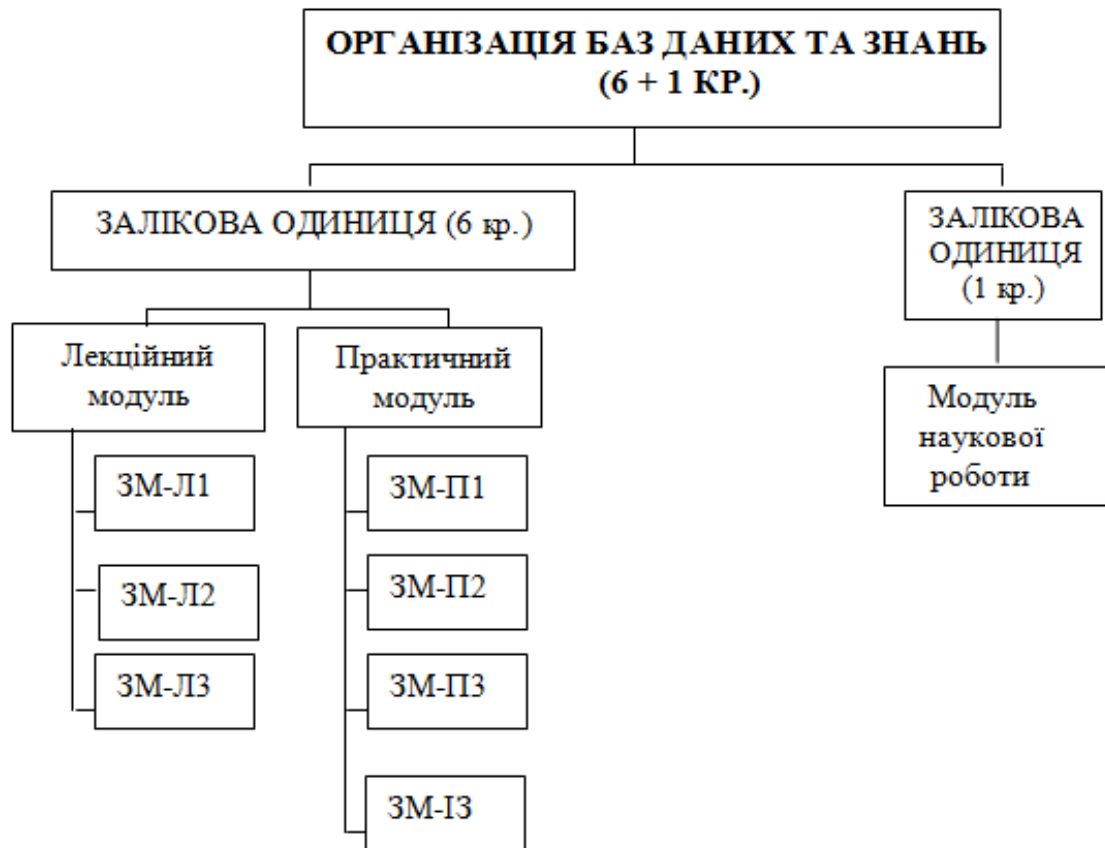 ОРГАНІЗАЦІЯ БАЗ ДАНИХ ТА ЗНАНЬ
(6 + 1 КР.)
ЗАЛІКОВА ОДИНИЦЯ (6 кр.)
ЗАЛІКОВА
ОДИНИЦЯ
(1 кр.)
Лекційний
модуль
Практичний
модуль
Модуль
наукової
роботи
ЗМ-Л1
ЗМ-Л2
ЗМ-Л3
ЗМ-П1
ЗМ-П2
ЗМ-П3
ЗМ-ІЗ